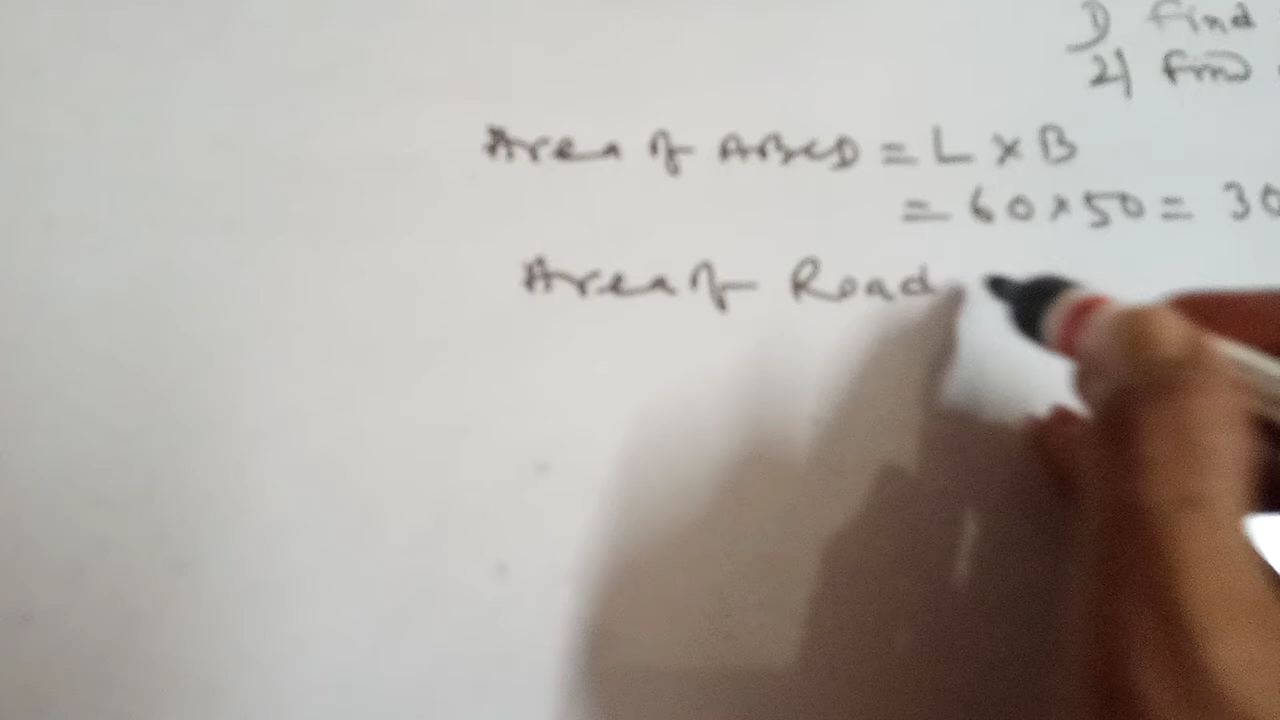 1) find
2) find
Area of ABCD = L × B
= 60 × 50 = 30
Area of Road